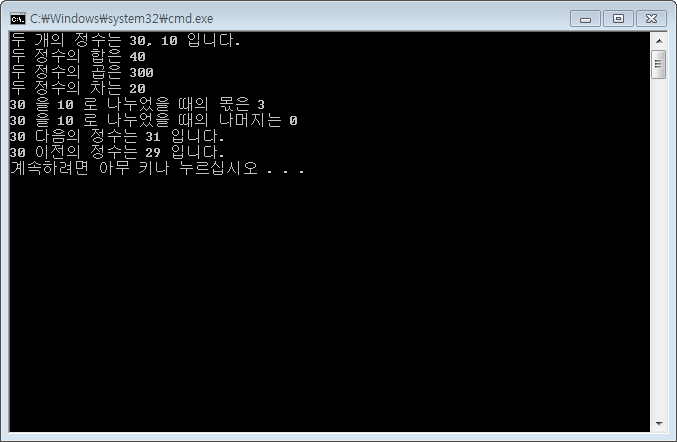 C:₩Windows₩system32₩cmd.exe
두 개의 정수는 30, 10 입니다.
두 정수의 합은 40
두 정수의 곱은 300
두 정수의 차는 20
30 을 10 로 나누었을 때의 몫은 3
30 을 10 로 나누었을 때의 나머지는 0
30 다음의 정수는 31 입니다.
30 이전의 정수는 29 입니다.
계속하려면 아무 키나 누르십시오 . . .